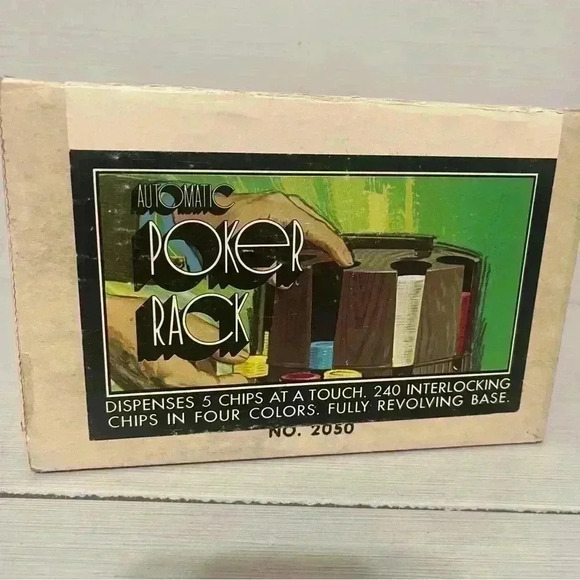 AUTOMATIC
POKER
RACK
DISPENSES 5 CHIPS AT A TOUCH. 240 INTERLOCKING
CHIPS IN FOUR COLORS. FULLY REVOLVING BASE.
NO. 2050